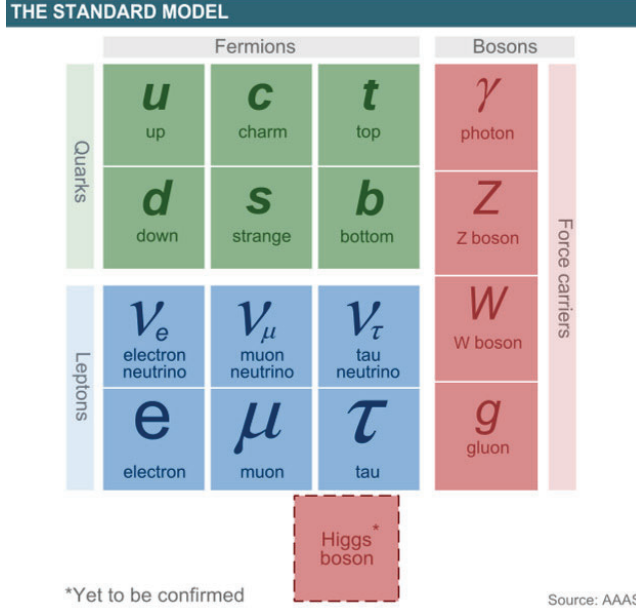 THE STANDARD MODEL
Fermions
Bosons
Quarks
u
up
c
charm
t
top
γ
photon
d
down
s
strange
b
bottom
Z
Z boson
Force carriers
Leptons
νe
electron
neutrino
νμ
muon
neutrino
ντ
tau
neutrino
W
W boson
e
electron
μ
muon
τ
tau
g
gluon
Higgs*
boson
*Yet to be confirmed
Source: AAAS